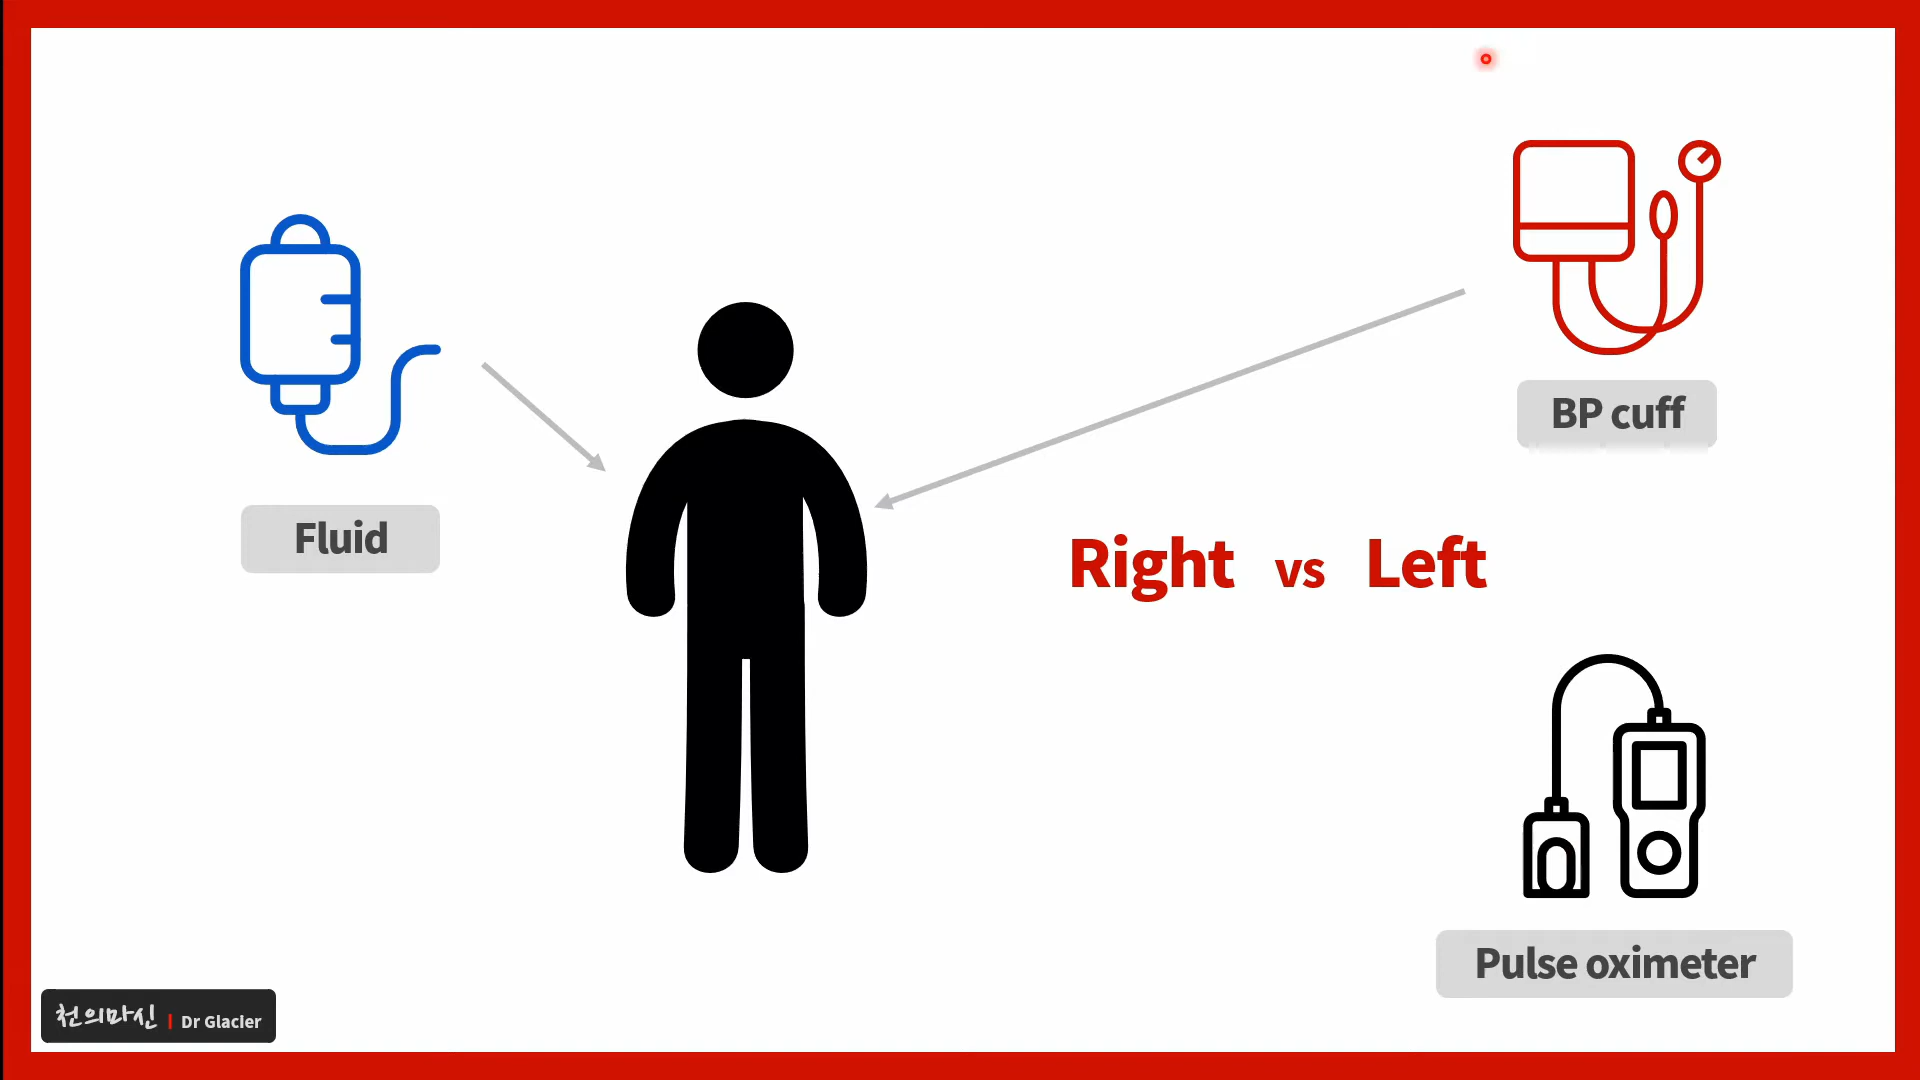 BP cuff
Fluid
Right vs Left
Pulse oximeter
천의마신 | Dr Glacier